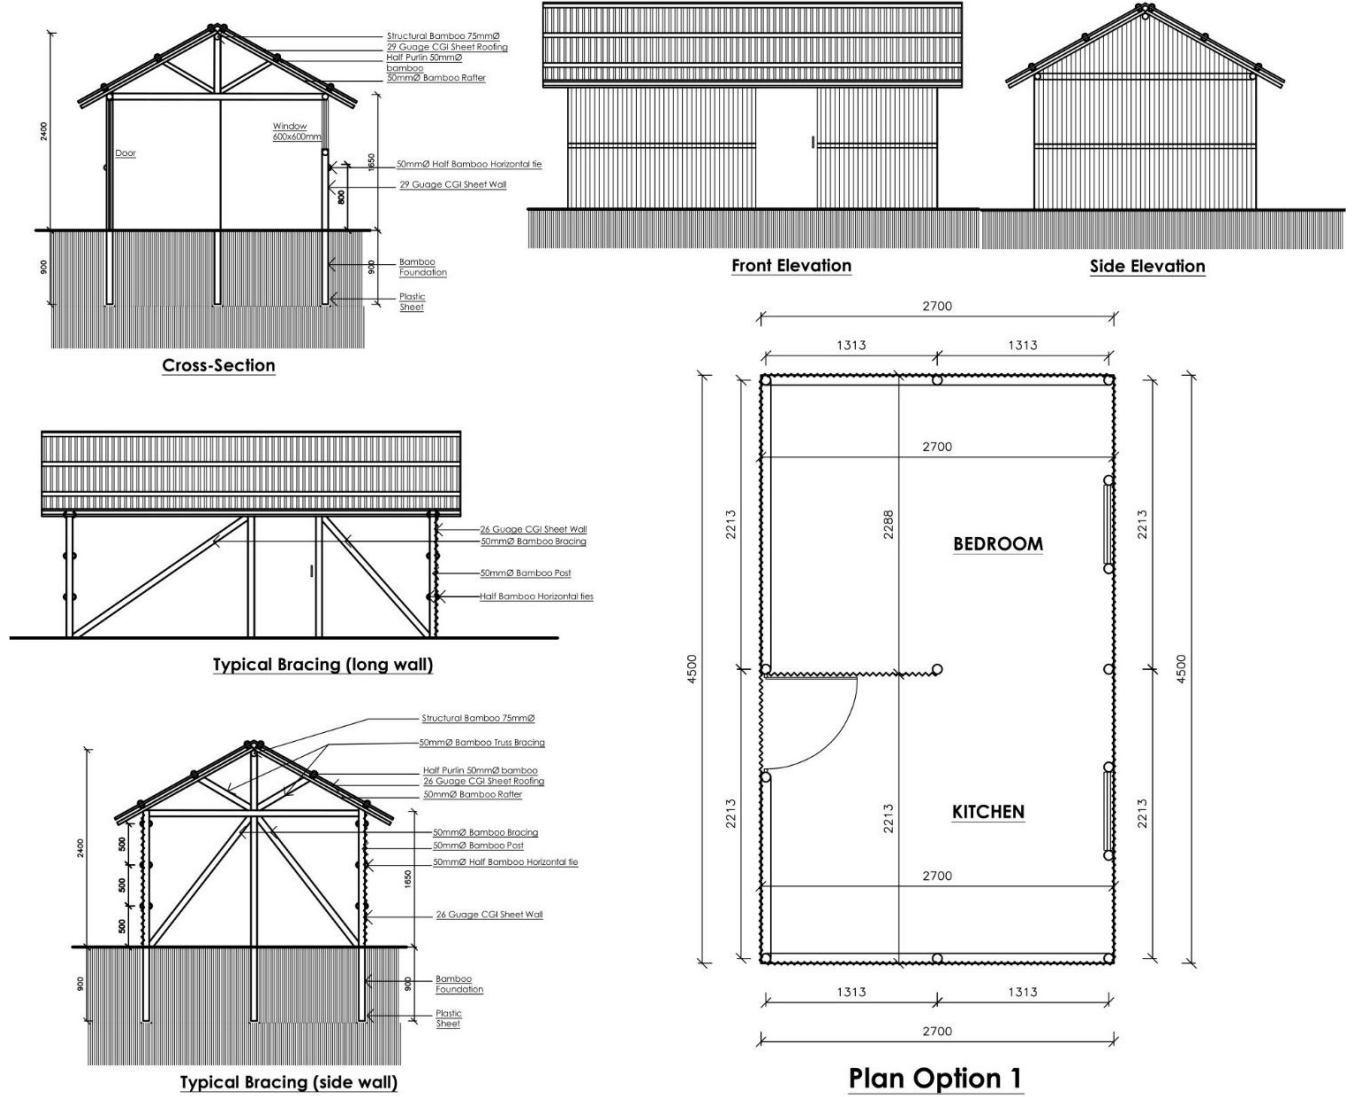 Structural Bamboo 75mmØ
29 Guage CGI Sheet Roofing
Half Purlin 50mmØ
bamboo
50mmØ Bamboo Rafter
2400
Window
600x600mm
Door
1650
50mmØ Half Bamboo Horizontal tie
800
29 Guage CGI Sheet Wall
900
900
Bamboo
Foundation
Plastic
Sheet
Cross-Section
Front Elevation
Side Elevation
26 Guage CGI Sheet Wall
50mmØ Bamboo Bracing
50mmØ Bamboo Post
Half Bamboo Horizontal ties
Typical Bracing (long wall)
Structural Bamboo 75mmØ
50mmØ Bamboo Truss Bracing
Half Purlin 50mmØ bamboo
26 Guage CGI Sheet Roofing
50mmØ Bamboo Rafter
2400
500
500
500
50mmØ Bamboo Bracing
50mmØ Bamboo Post
50mmØ Half Bamboo Horizontal tie
1650
26 Guage CGI Sheet Wall
900
900
Bamboo
Foundation
Plastic
Sheet
Typical Bracing (side wall)
2700
1313
1313
2700
2213
2288
2213
BEDROOM
4500
4500
2213
2213
2213
KITCHEN
2700
1313
1313
2700
Plan Option 1